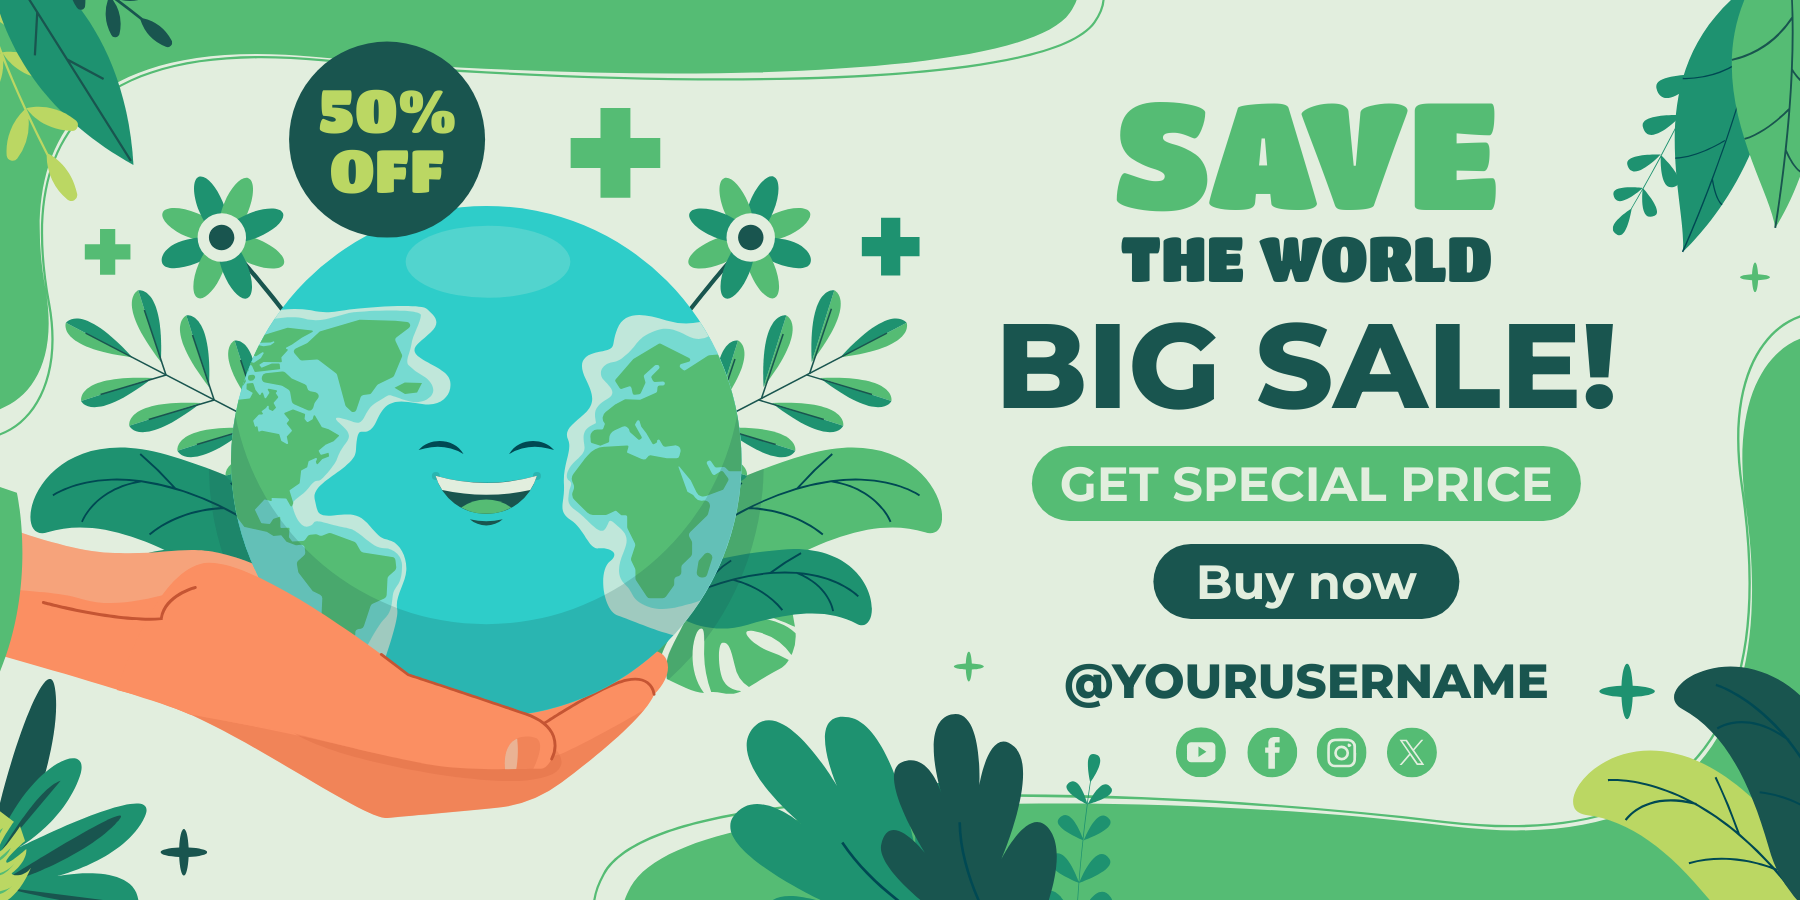 50%
OFF
SAVE
THE WORLD
BIG SALE!
GET SPECIAL PRICE
Buy now
@YOURUSERNAME